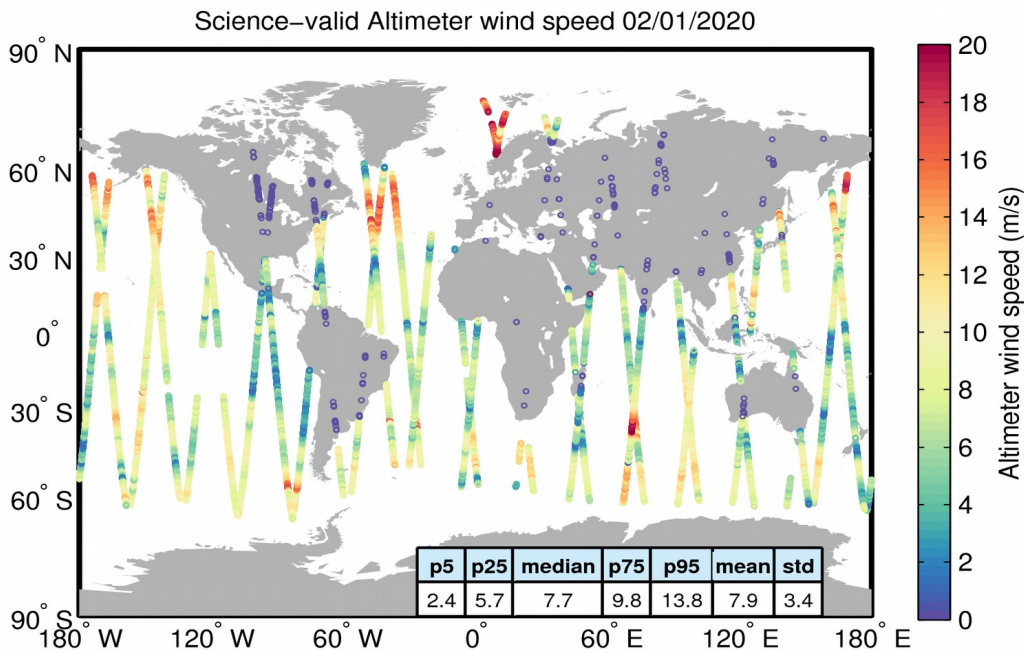 Science−valid Altimeter wind speed 02/01/2020
90° N
60° N
30° N
0°
30° S
60° S
90° S
180° W
120° W
60° W
0°
60° E
120° E
180° E
p5 p25 median p75 p95 mean std
2.4 5.7 7.7 9.8 13.8 7.9 3.4
20
18
16
14
12
10
8
6
4
2
0
Altimeter wind speed (m/s)